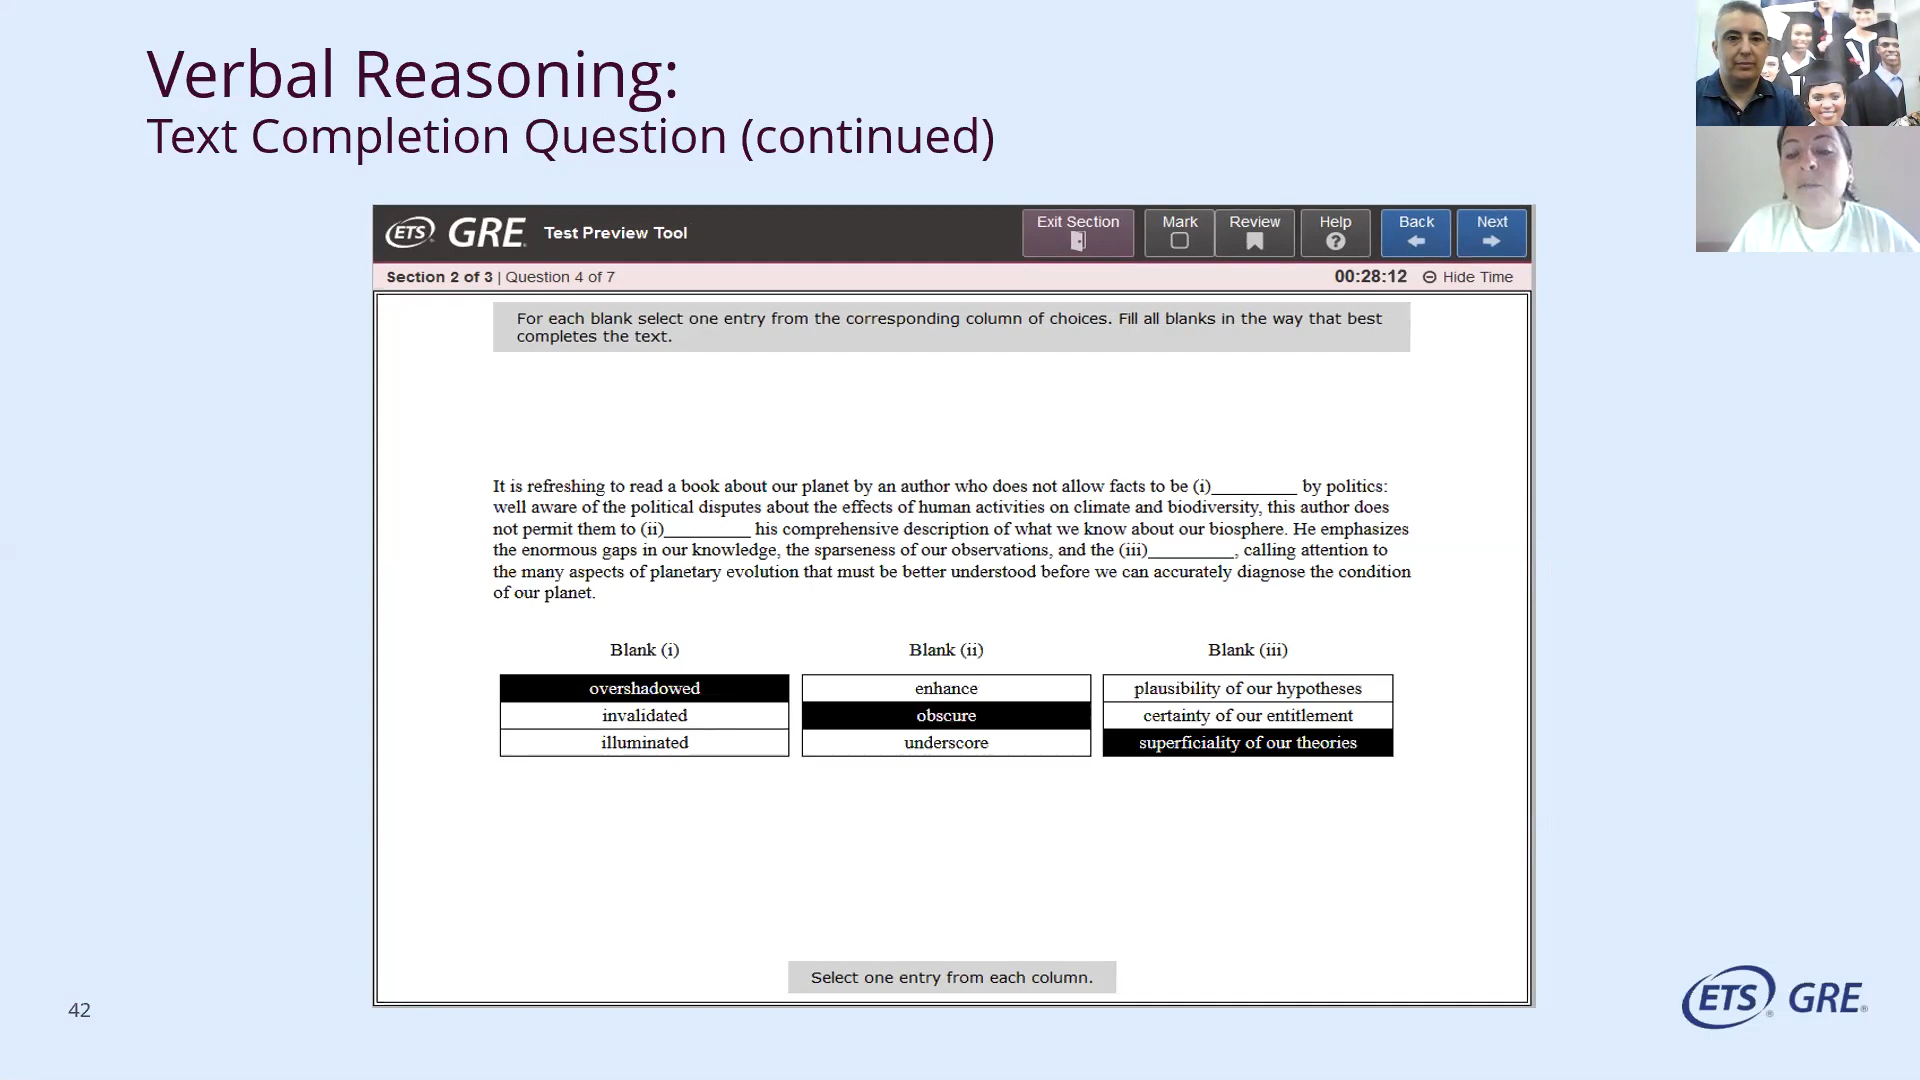 Verbal Reasoning:
Text Completion Question (continued)
ETS GRE Test Preview Tool
Exit Section
Mark
Review
Help
Back
Next
Section 2 of 3 | Question 4 of 7
00:28:12
Hide Time
For each blank select one entry from the corresponding column of choices. Fill all blanks in the way that best
completes the text.
It is refreshing to read a book about our planet by an author who does not allow facts to be (i)_________ by politics:
well aware of the political disputes about the effects of human activities on climate and biodiversity, this author does
not permit them to (ii)_________ his comprehensive description of what we know about our biosphere. He emphasizes
the enormous gaps in our knowledge, the sparseness of our observations, and the (iii)_________, calling attention to
the many aspects of planetary evolution that must be better understood before we can accurately diagnose the condition
of our planet.
Blank (i)
Blank (ii)
Blank (iii)
overshadowed
enhance
plausibility of our hypotheses
invalidated
obscure
certainty of our entitlement
illuminated
underscore
superficiality of our theories
Select one entry from each column.
42
ETS GRE